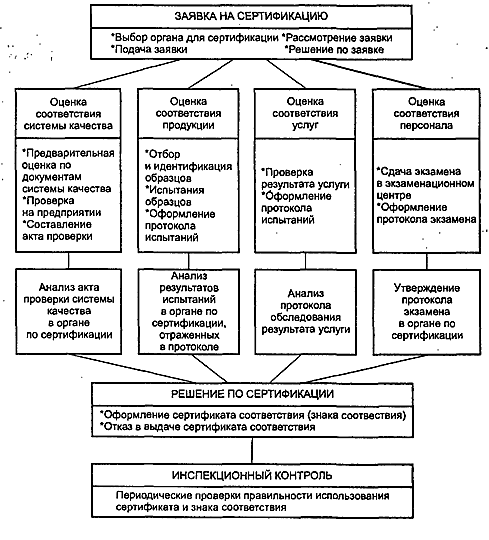 ЗАЯВКА НА СЕРТИФИКАЦИЮ
*Выбор органа для сертификации *Рассмотрение заявки
*Подача заявки *Решение по заявке
Оценка
соответствия
системы качества
*Предварительная
оценка по
документам
системы качества
*Проверка
на предприятии
*Составление
акта проверки
Оценка
соответствия
продукции
*Отбор
и идентификация
образцов
*Испытания
образцов
*Оформление
протокола
испытаний
Оценка
соответствия
услуг
*Проверка
результата услуги
*Оформление
протокола
испытаний
Оценка
соответствия
персонала
*Сдача экзамена
в экзаменационном
центре
*Оформление
протокола экзамена
Анализ акта
проверки системы
качества
в органе
по сертификации
Анализ
результатов
испытаний
в органе по
сертификации,
отраженных
в протоколе
Анализ
протокола
обследования
результата услуги
Утверждение
протокола
экзамена
в органе по
сертификации
РЕШЕНИЕ ПО СЕРТИФИКАЦИИ
*Оформление сертификата соответствия (знака соотвествия)
*Отказ в выдаче сертификата соответствия
ИНСПЕКЦИОННЫЙ КОНТРОЛЬ
Периодические проверки правильности использования
сертификата и знака соответствия